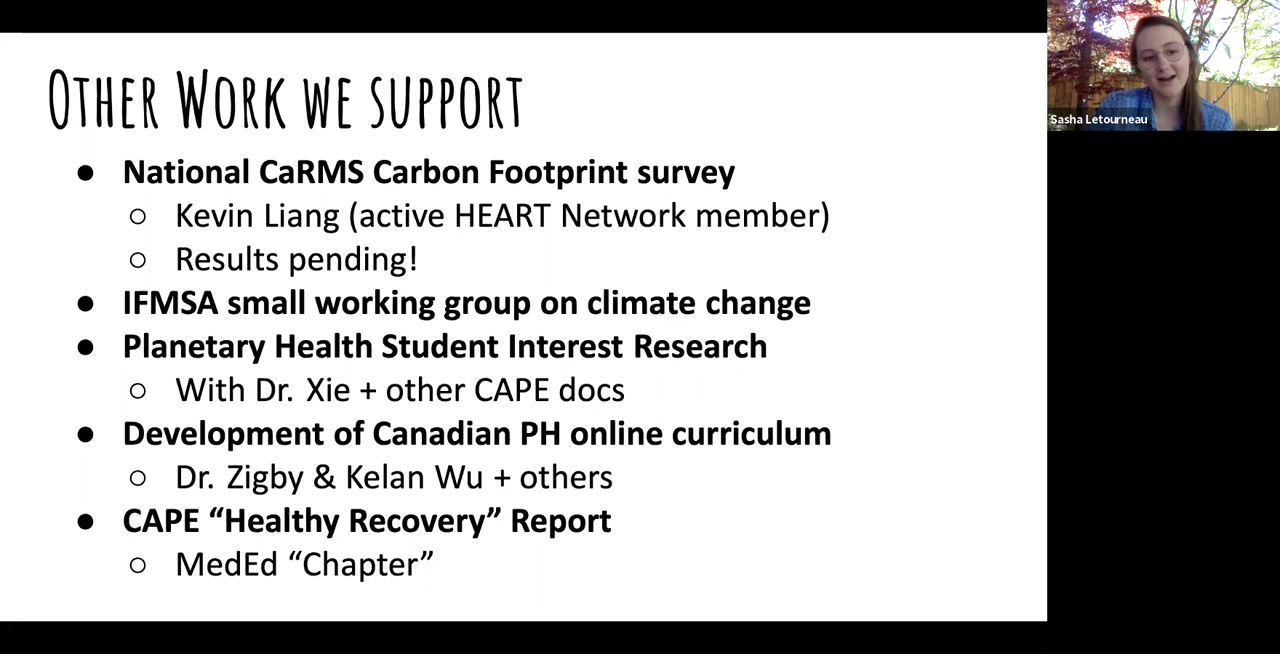 OTHER WORK WE SUPPORT
● National CaRMS Carbon Footprint survey
○ Kevin Liang (active HEART Network member)
○ Results pending!
● IFMSA small working group on climate change
● Planetary Health Student Interest Research
○ With Dr. Xie + other CAPE docs
● Development of Canadian PH online curriculum
○ Dr. Zigby & Kelan Wu + others
● CAPE “Healthy Recovery” Report
○ MedEd “Chapter”
Sasha Letourneau